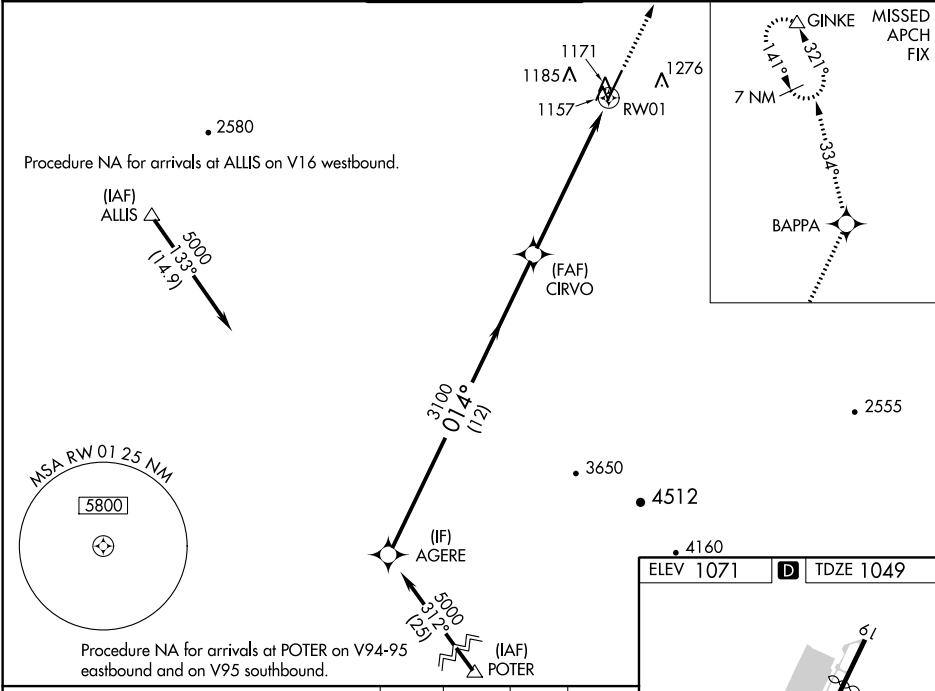 1171
1185
1276
1157
RW01
GINKE
MISSED
APCH
FIX
141°
321°
7 NM
334°
BAPPA
2580
Procedure NA for arrivals at ALLIS on V16 westbound.
(IAF)
ALLIS
5000
133°
(14.9)
(FAF)
CIRVO
3100
014°
(12)
2555
3650
4512
4160
MSA RW 01 25 NM
5800
(IF)
AGERE
5000
312°
(25)
(IAF)
POTER
Procedure NA for arrivals at POTER on V94-95
eastbound and on V95 southbound.
ELEV 1071
D
TDZE 1049
19